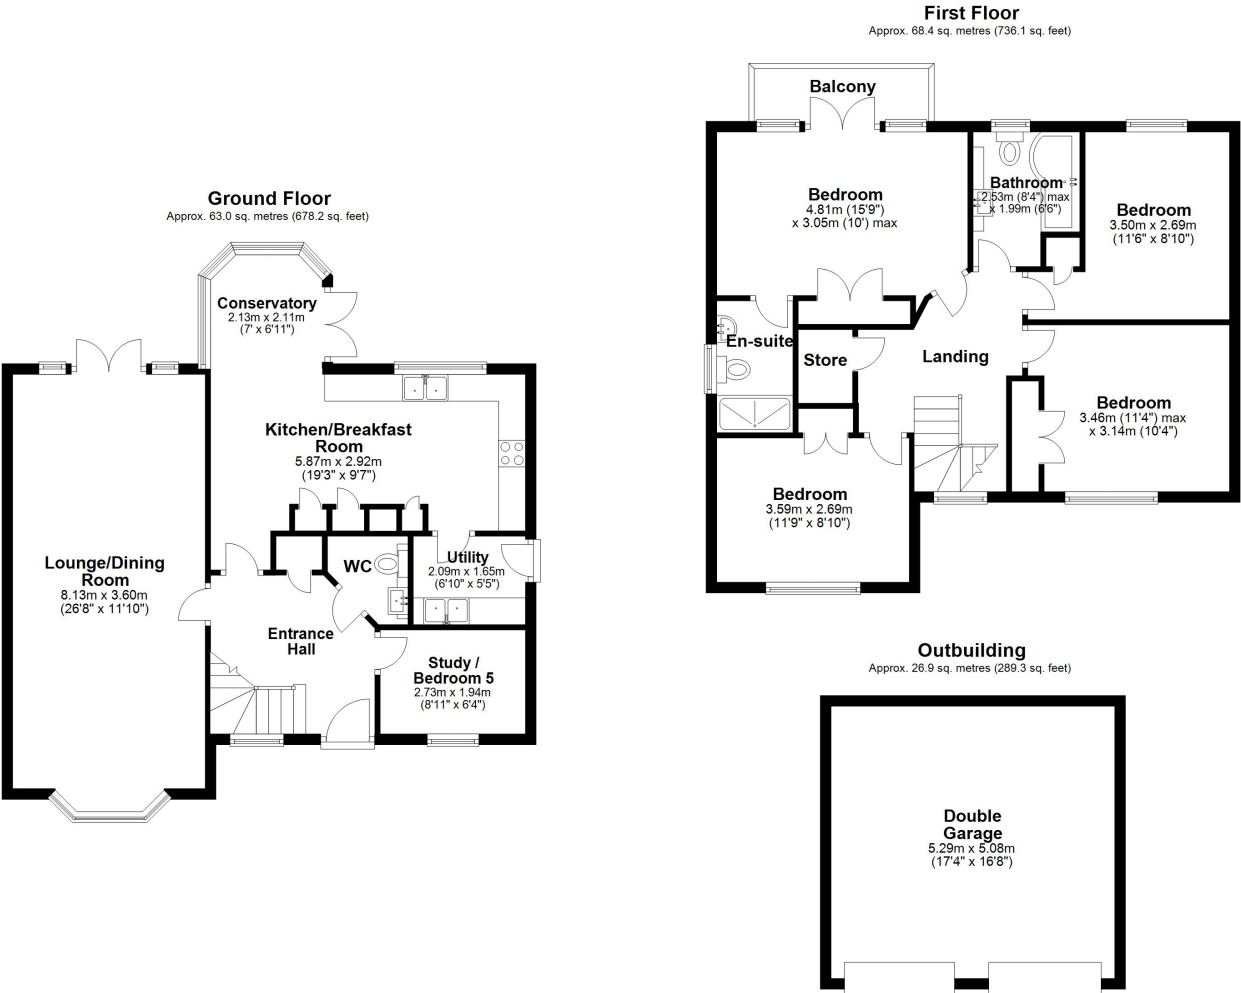 First Floor
Approx. 68.4 sq. metres (736.1 sq. feet)
Balcony
Bedroom
4.81m (15'9")
x 3.05m (10') max
Bathroom
2.53m (8'4") max
x 1.99m (6'6")
Bedroom
3.50m x 2.69m
(11'6" x 8'10")
En-suite
Store
Landing
Bedroom
3.46m (11'4") max
x 3.14m (10'4")
Bedroom
3.59m x 2.69m
(11'9" x 8'10")
Ground Floor
Approx. 63.0 sq. metres (678.2 sq. feet)
Conservatory
2.13m x 2.11m
(7' x 6'11")
Kitchen/Breakfast
Room
5.87m x 2.92m
(19'3" x 9'7")
Lounge/Dining
Room
8.13m x 3.60m
(26'8" x 11'10")
WC
Utility
2.09m x 1.65m
(6'10" x 5'5")
Entrance
Hall
Study /
Bedroom 5
2.73m x 1.94m
(8'11" x 6'4")
Outbuilding
Approx. 26.9 sq. metres (289.3 sq. feet)
Double
Garage
5.29m x 5.08m
(17'4" x 16'8")